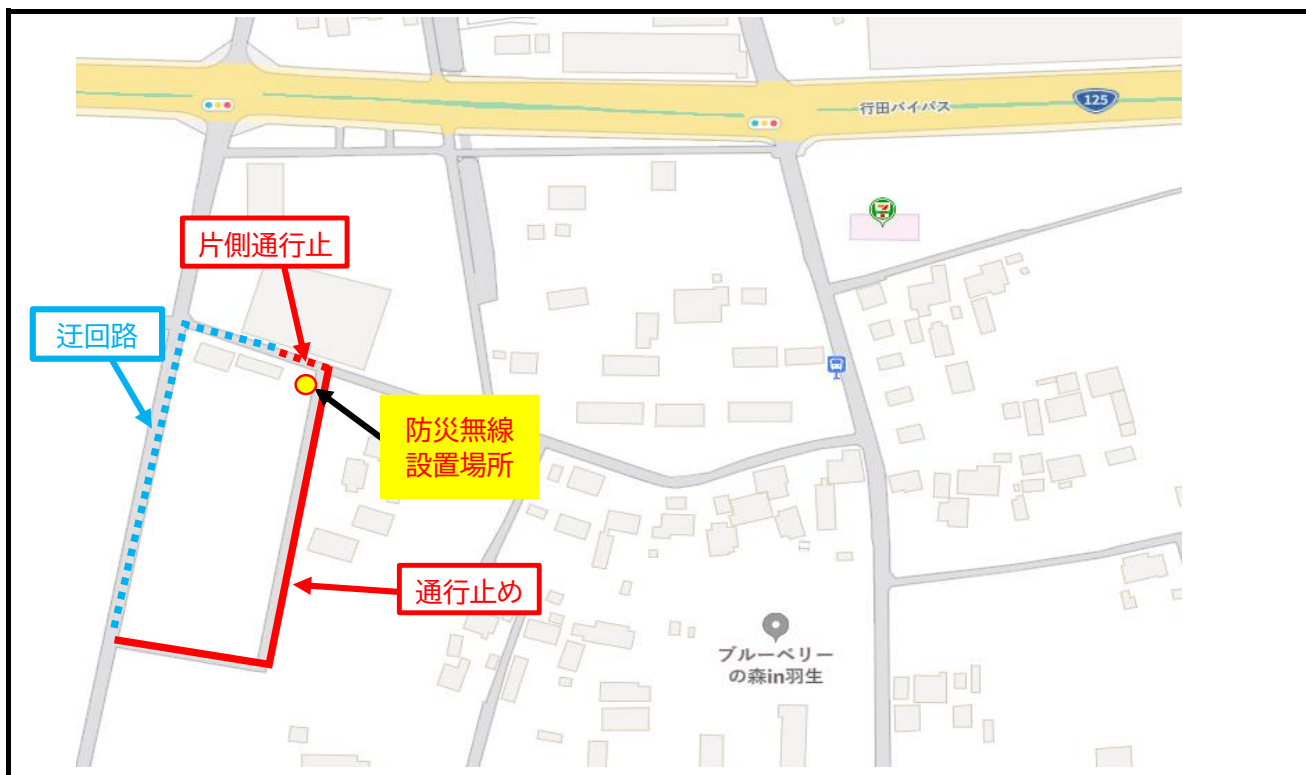 行田バイパス
125
片側通行止
迂回路
防災無線
設置場所
通行止め
ブルーベリー
の森in羽生